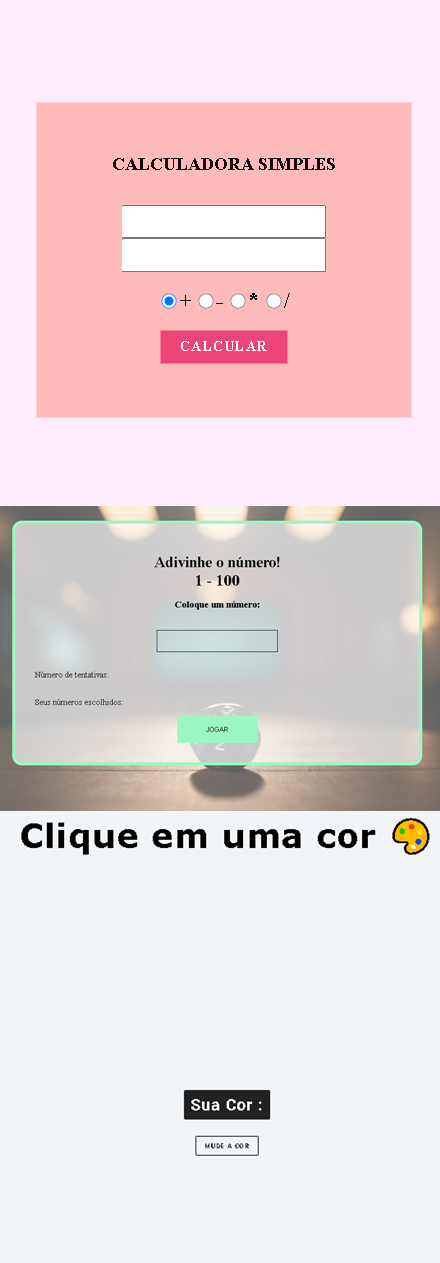 CALCULADORA SIMPLES
+ - * /
CALCULAR
Adivinhe o número!
1 - 100
Coloque um número:
Número de tentativas:
Seus números escolhidos:
JOGAR
Clique em uma cor
Sua Cor :
MUDE A COR